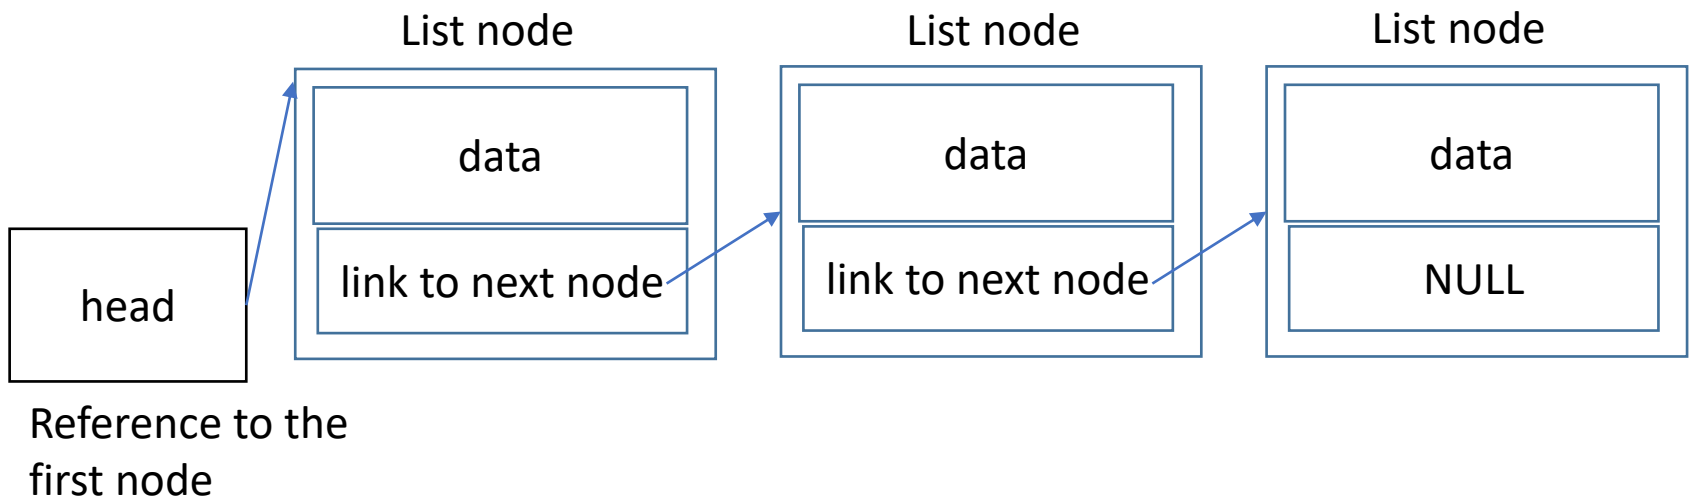 List node
List node
List node
data
data
data
link to next node
link to next node
NULL
head
Reference to the
first node